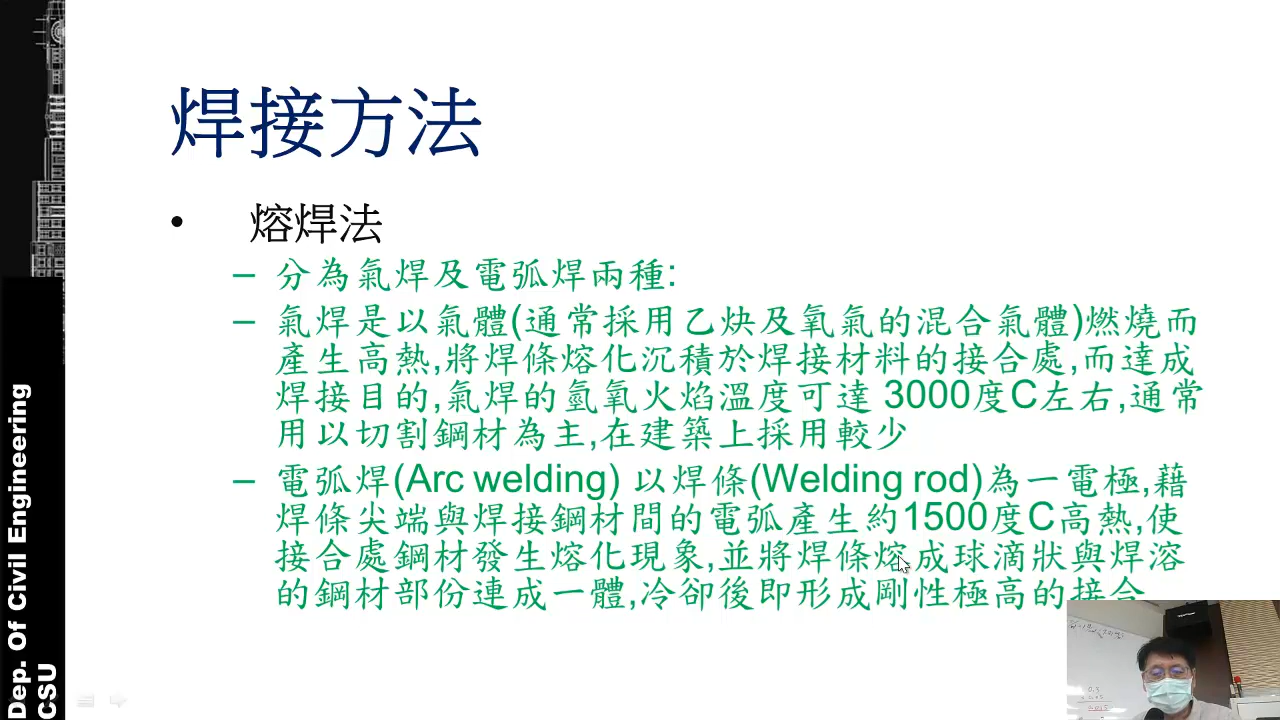 焊接方法
• 熔焊法
– 分為氣焊及電弧焊兩種:
– 氣焊是以氣體(通常採用乙炔及氧氣的混合氣體)燃燒而
產生高熱,將焊條熔化沉積於焊接材料的接合處,而達成
焊接目的,氣焊的氫氧火焰溫度可達 3000度C左右,通常
用以切割鋼材為主,在建築上採用較少
– 電弧焊(Arc welding) 以焊條(Welding rod)為一電極,藉
焊條尖端與焊接鋼材間的電弧產生約1500度C高熱,使
接合處鋼材發生熔化現象,並將焊條熔成球滴狀與焊溶
的鋼材部份連成一體,冷卻後即形成剛性極高的接合
Dep. Of Civil Engineering
CSU